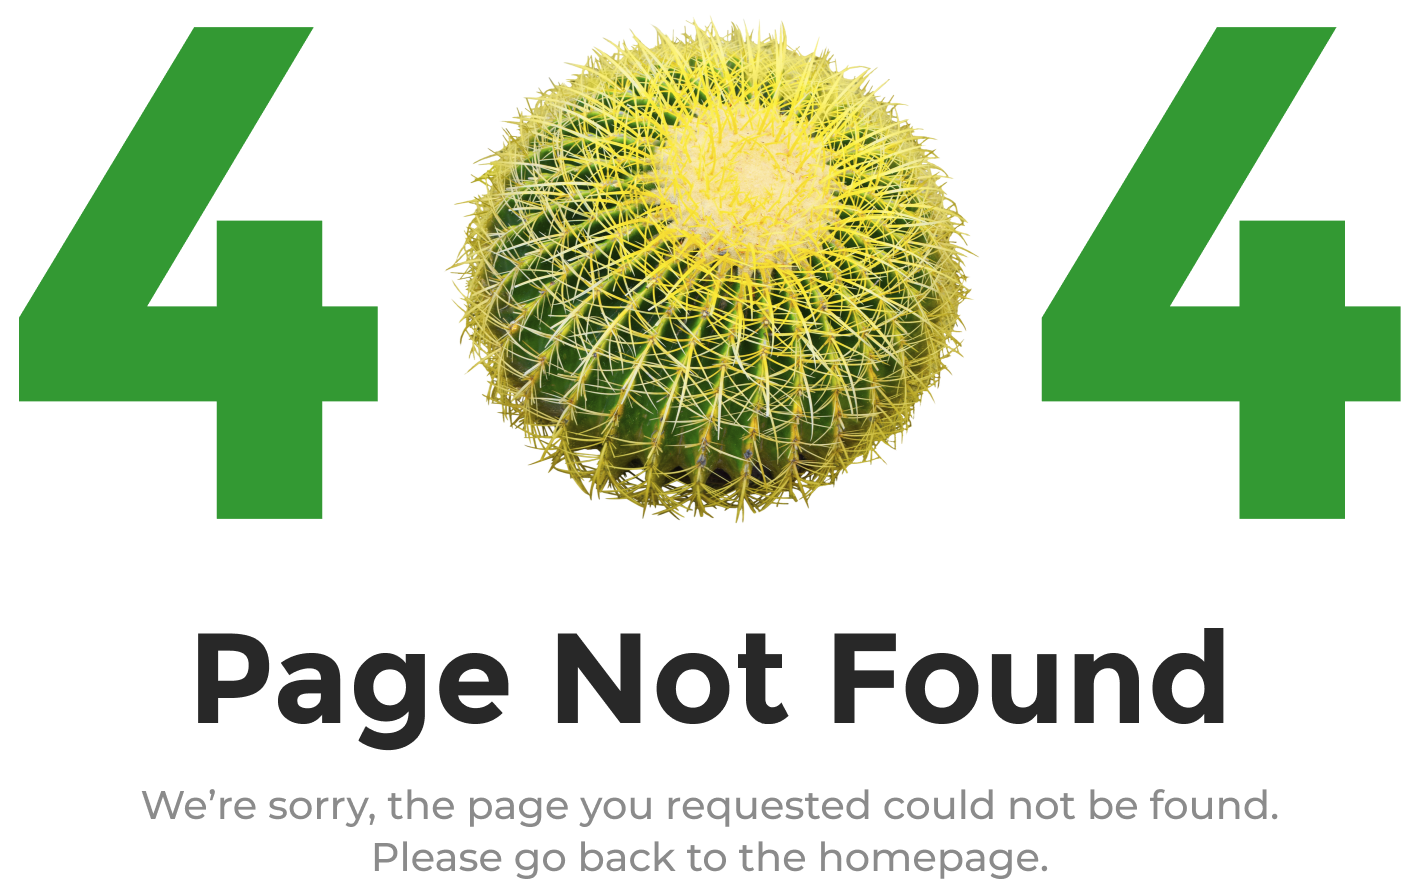 4 4
Page Not Found
We’re sorry, the page you requested could not be found.
Please go back to the homepage.